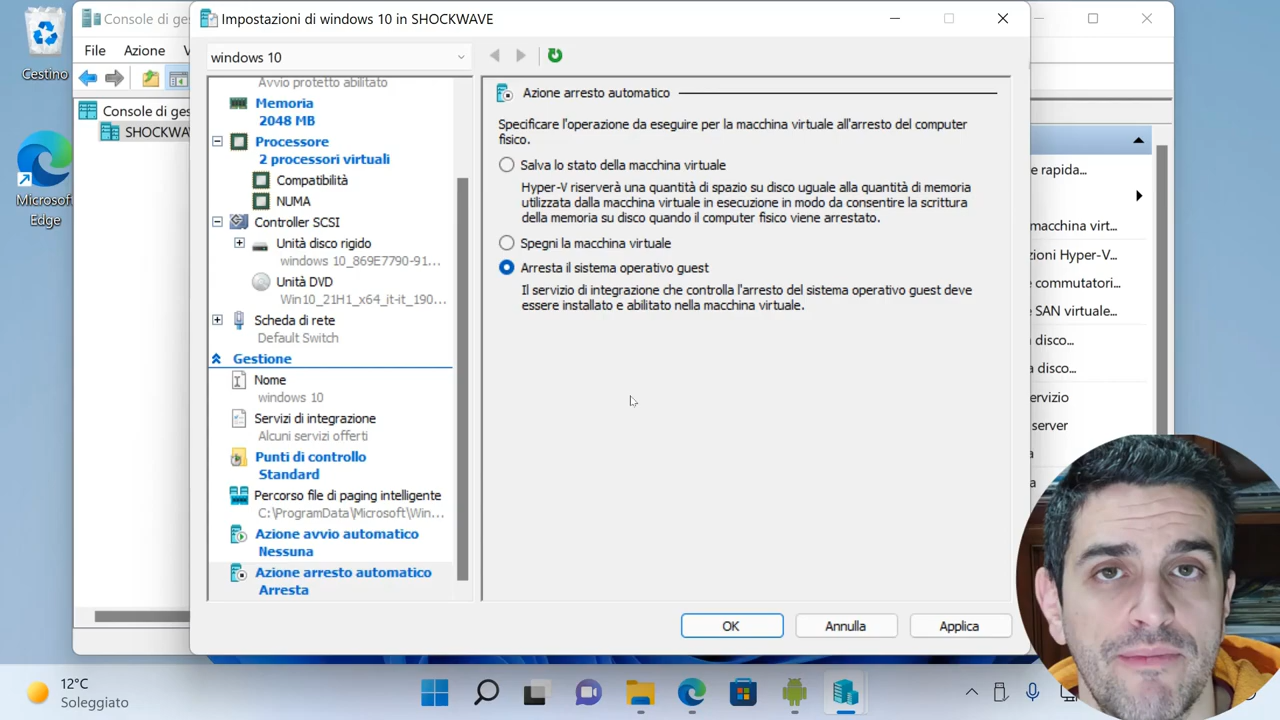 Cestino
Microsoft
Edge
Console di ge
File
Azione
Console di ges
SHOCKWA
Impostazioni di windows 10 in SHOCKWAVE
windows 10
Avvio protetto abilitato
Memoria
2048 MB
Processore
2 processori virtuali
Compatibilità
NUMA
Controller SCSI
Unità disco rigido
windows 10_869E7790-91...
Unità DVD
Win10_21H1_x64_it-it_190...
Scheda di rete
Default Switch
Gestione
Nome
windows 10
Servizi di integrazione
Alcuni servizi offerti
Punti di controllo
Standard
Percorso file di paging intelligente
C:\ProgramData\Microsoft\Win...
Azione avvio automatico
Nessuna
Azione arresto automatico
Arresta
Azione arresto automatico
Specificare l'operazione da eseguire per la macchina virtuale all'arresto del computer
fisico.
Salva lo stato della macchina virtuale
Hyper-V riserverà una quantità di spazio su disco uguale alla quantità di memoria
utilizzata dalla macchina virtuale in esecuzione in modo da consentire la scrittura
della memoria su disco quando il computer fisico viene arrestato.
Spegni la macchina virtuale
Arresta il sistema operativo guest
Il servizio di integrazione che controlla l'arresto del sistema operativo guest deve
essere installato e abilitato nella macchina virtuale.
OK
Annulla
Applica
e rapida...
macchina virt...
zioni Hyper-V...
e commutatori...
SAN virtuale...
disco...
a disco...
ervizio
server
a
12°C
Soleggiato